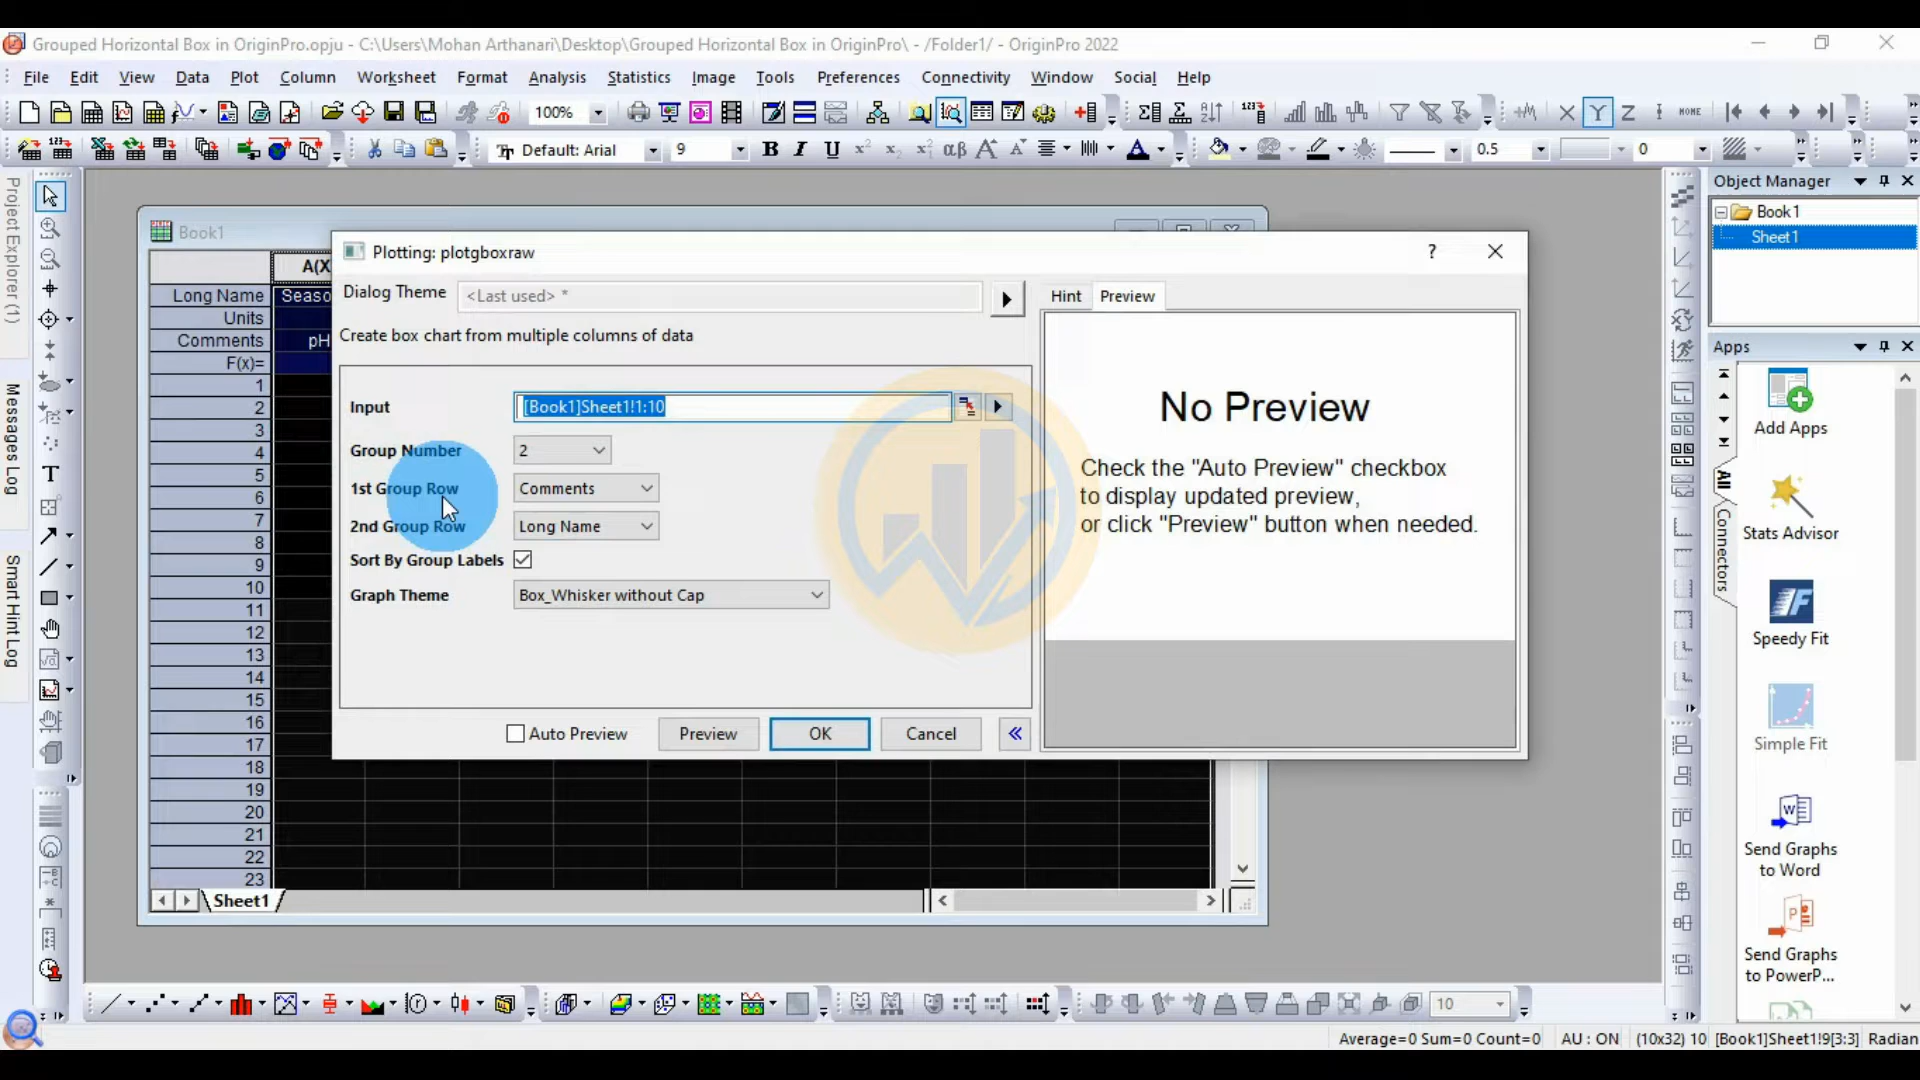 Grouped Horizontal Box in OriginPro.opju - C:\Users\Mohan Arthanari\Desktop\Grouped Horizontal Box in OriginPro\ - /Folder1/ - OriginPro 2022
File Edit View Data Plot Column Worksheet Format Analysis Statistics Image Tools Preferences Connectivity Window Social Help
100%
Default: Arial 9 B I U 0.5 0
Project Explorer (1)
Messages Log
Smart Hint Log
Book1
A(X
Long Name Seaso
Units
Comments pH
F(x)=
1
2
3
4
5
6
7
8
9
10
11
12
13
14
15
16
17
18
19
20
21
22
23
Sheet1
Plotting: plotgboxraw
Dialog Theme <Last used> *
Create box chart from multiple columns of data
Input [Book1]Sheet1!1:10
Group Number 2
1st Group Row Comments
2nd Group Row Long Name
Sort By Group Labels
Graph Theme Box_Whisker without Cap
Auto Preview Preview OK Cancel
Hint Preview
No Preview
Check the "Auto Preview" checkbox
to display updated preview,
or click "Preview" button when needed.
Object Manager
Book1
Sheet1
Apps
All
Connectors
Add Apps
Stats Advisor
Speedy Fit
Simple Fit
Send Graphs
to Word
Send Graphs
to PowerP...
10
Average=0 Sum=0 Count=0 AU : ON (10x32) 10 [Book1]Sheet1!9[3:3] Radian